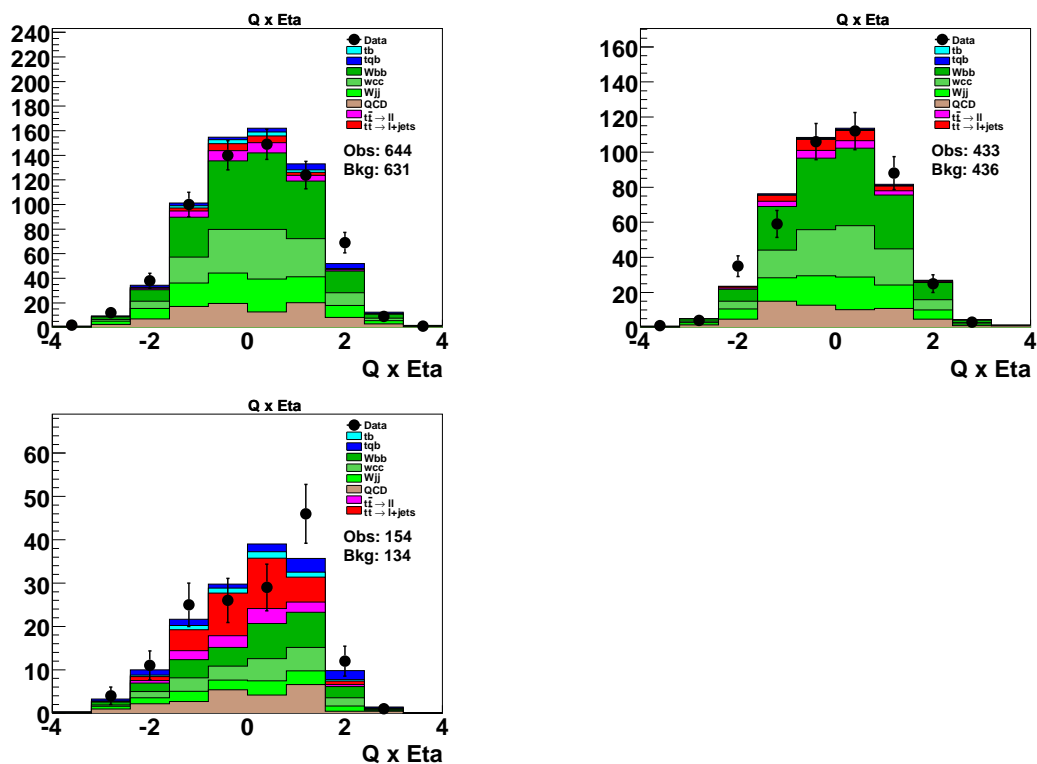 Q x Eta
240
220
200
180
160
140
120
100
80
60
40
20
0
-4 -2 0 2 4
Q x Eta
Data
tb
tqb
Wbb
wcc
Wjj
QCD
tt̄ → ll
tt → l+jets
Obs: 644
Bkg: 631
Q x Eta
160
140
120
100
80
60
40
20
0
-4 -2 0 2 4
Q x Eta
Data
tb
tqb
Wbb
wcc
Wjj
QCD
tt̄ → ll
tt → l+jets
Obs: 433
Bkg: 436
Q x Eta
60
50
40
30
20
10
0
-4 -2 0 2 4
Q x Eta
Data
tb
tqb
Wbb
wcc
Wjj
QCD
tt̄ → ll
tt → l+jets
Obs: 154
Bkg: 134